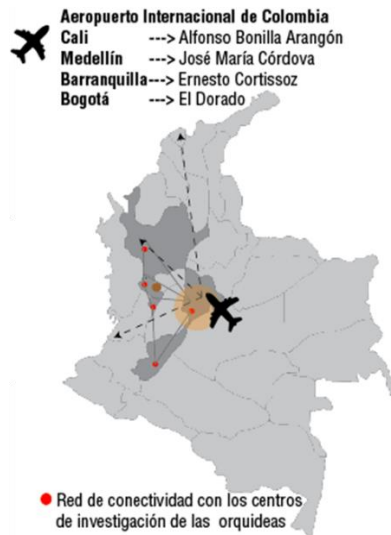 Aeropuerto Internacional de Colombia
Cali ---> Alfonso Bonilla Arangón
Medellín ---> José María Córdova
Barranquilla ---> Ernesto Cortissoz
Bogotá ---> El Dorado
Red de conectividad con los centros
de investigación de las orquideas